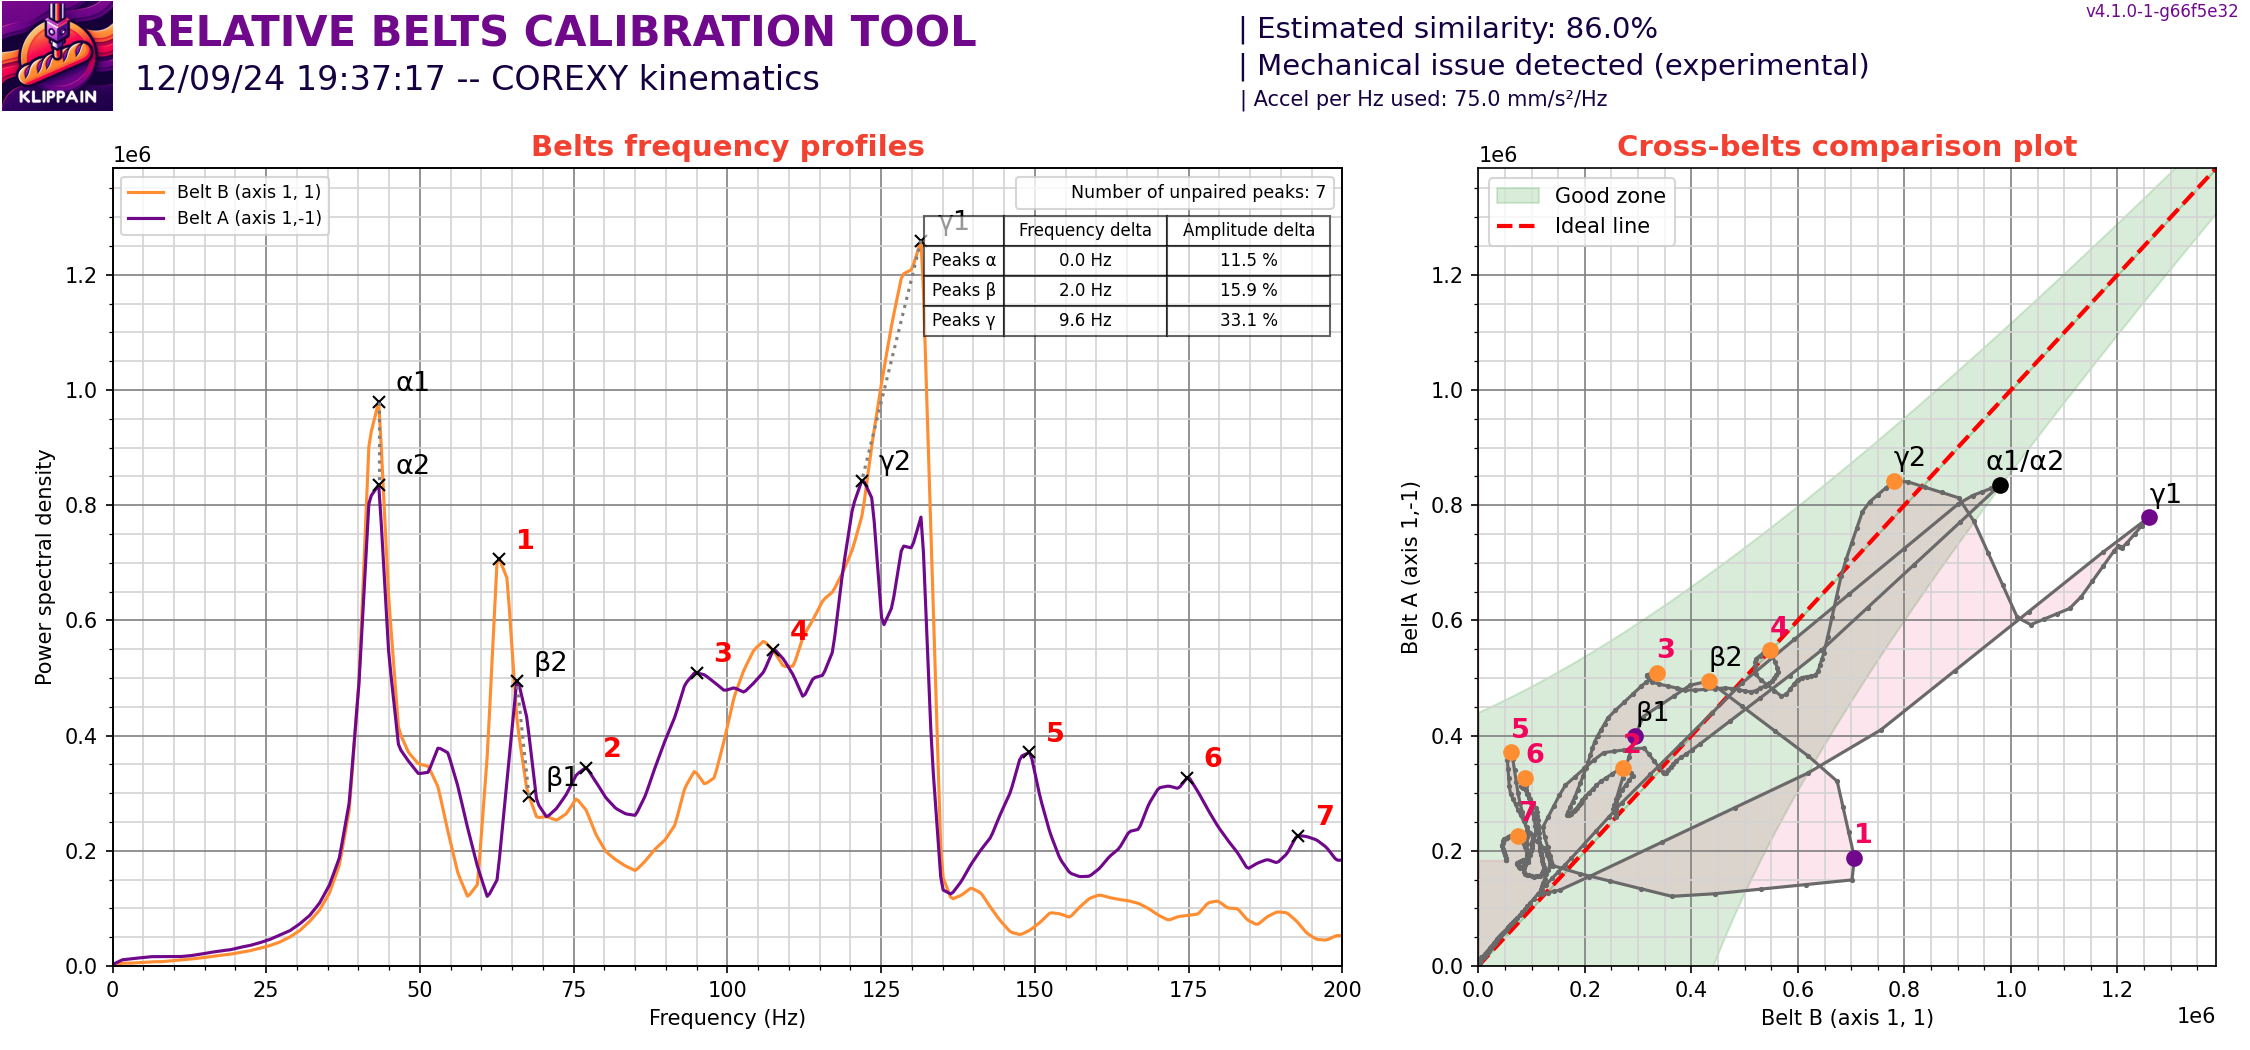 v4.1.0-1-g66f5e32
KLIPPAIN
RELATIVE BELTS CALIBRATION TOOL
12/09/24 19:37:17 -- COREXY kinematics
| Estimated similarity: 86.0%
| Mechanical issue detected (experimental)
| Accel per Hz used: 75.0 mm/s²/Hz
Belts frequency profiles
1e6
Belt B (axis 1, 1)
Belt A (axis 1,-1)
Number of unpaired peaks: 7
Frequency delta Amplitude delta
Peaks α 0.0 Hz 11.5 %
Peaks β 2.0 Hz 15.9 %
Peaks γ 9.6 Hz 33.1 %
γ1
α1
α2
γ2
1
β2
β1
2
3
4
5
6
7
Power spectral density
1.2
1.0
0.8
0.6
0.4
0.2
0.0
0 25 50 75 100 125 150 175 200
Frequency (Hz)
Cross-belts comparison plot
1e6
Good zone
Ideal line
γ2
α1/α2
γ1
4
3
β2
β1
5
2
6
7
1
Belt A (axis 1,-1)
1.2
1.0
0.8
0.6
0.4
0.2
0.0
0.0 0.2 0.4 0.6 0.8 1.0 1.2
Belt B (axis 1, 1)
1e6